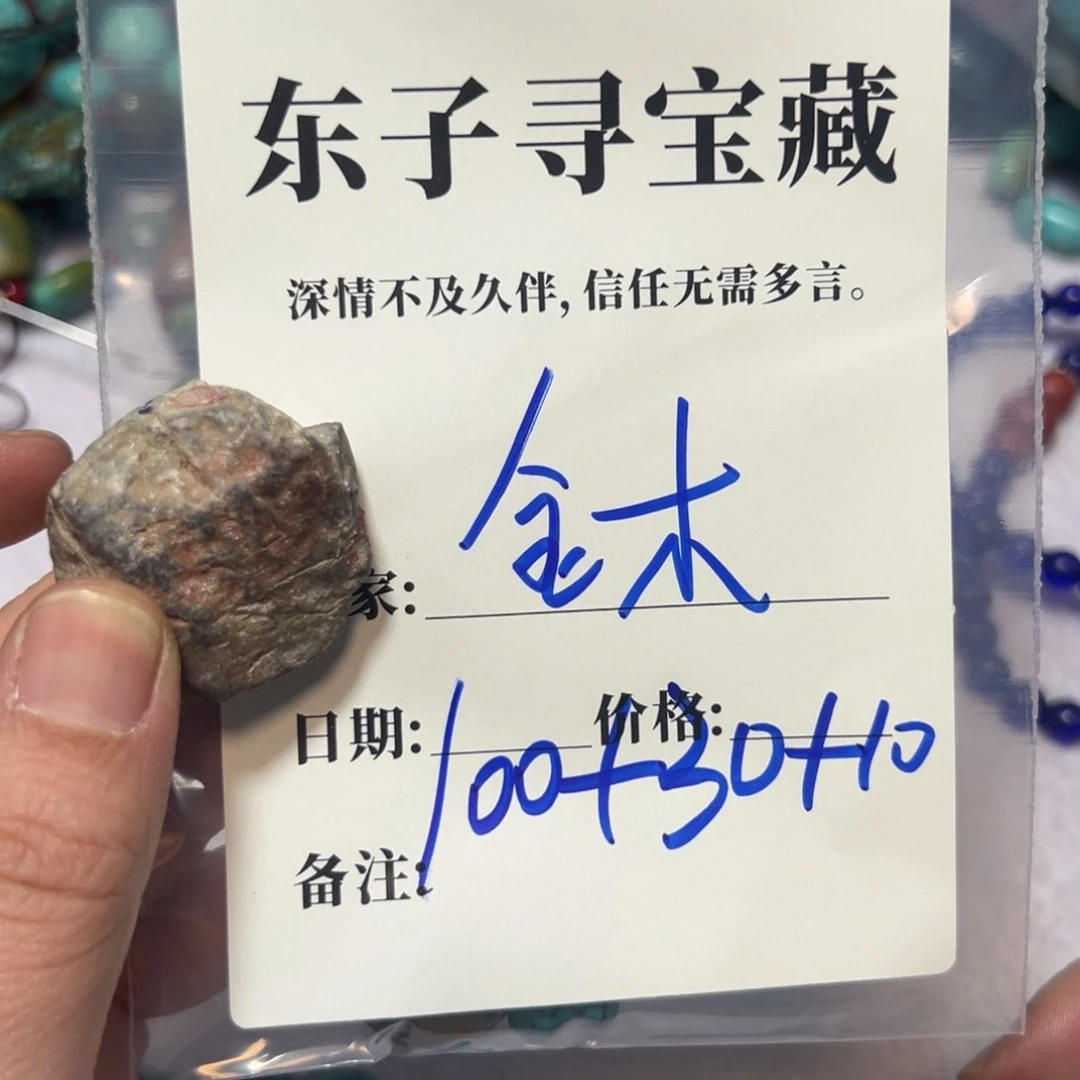 东子寻宝藏
深情不及久伴, 信任无需多言。
家: 金木
日期: 价格:
100+30+10
备注: